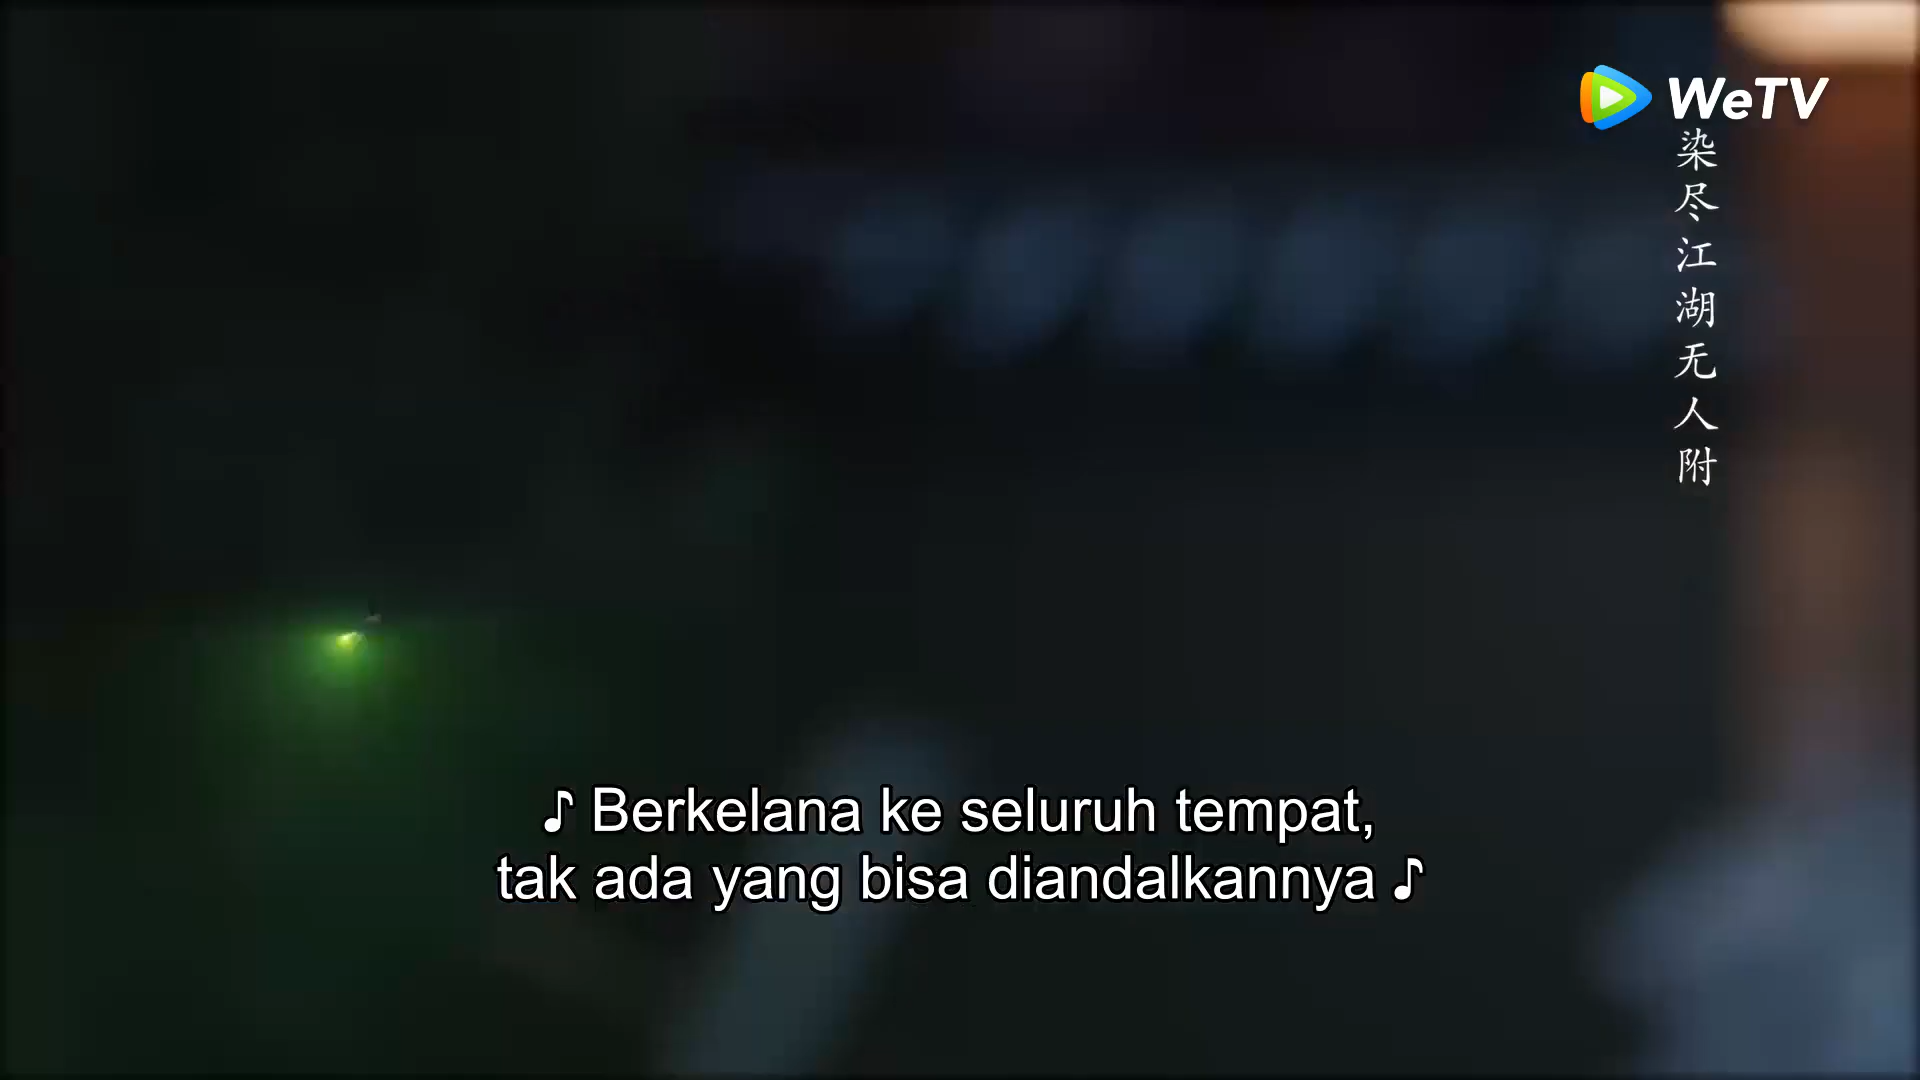 WeTV
染尽江湖无人附
♪ Berkelana ke seluruh tempat,
tak ada yang bisa diandalkannya ♪